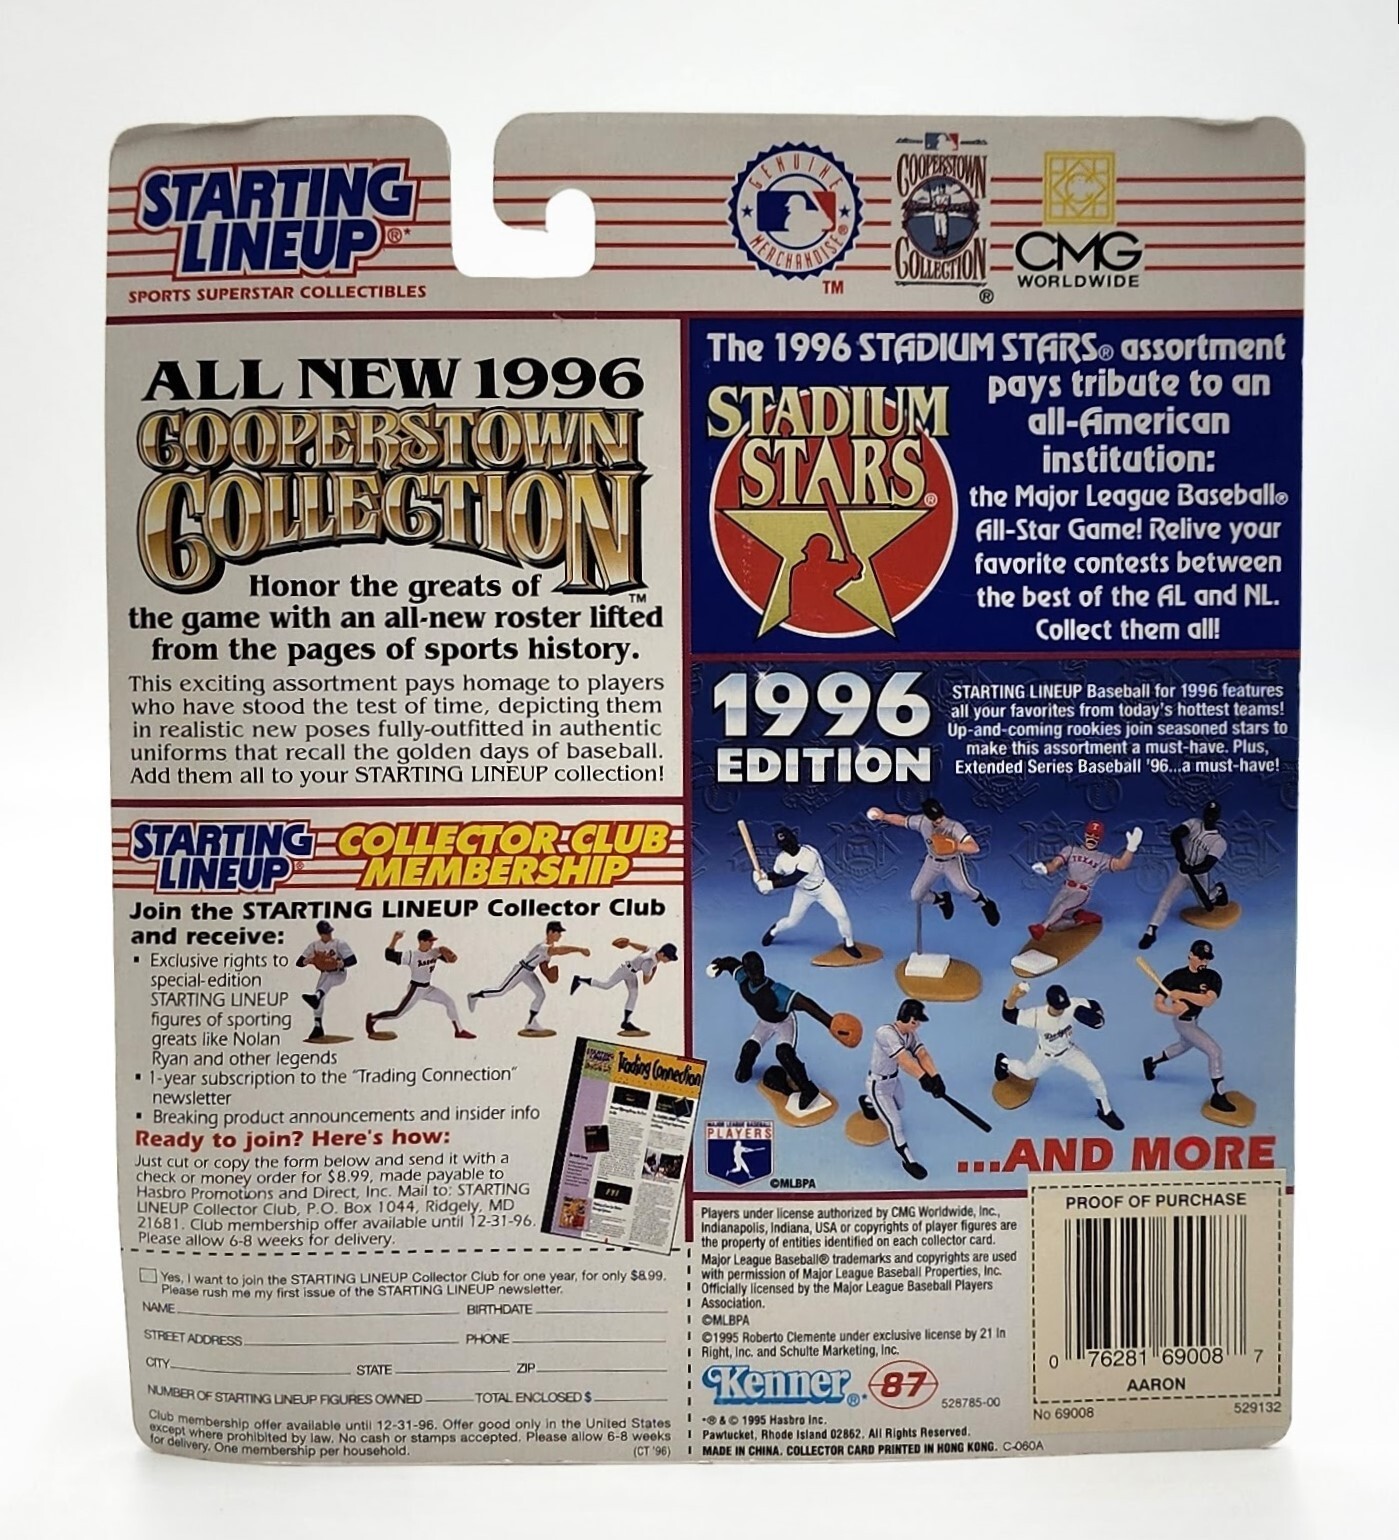 STARTING
LINEUP®*
SPORTS SUPERSTAR COLLECTIBLES
GENUINE
MERCHANDISE®
TM
COOPERSTOWN
COLLECTION
®
CMG
WORLDWIDE
ALL NEW 1996
COOPERSTOWN
COLLECTION
TM
Honor the greats of
the game with an all-new roster lifted
from the pages of sports history.
This exciting assortment pays homage to players
who have stood the test of time, depicting them
in realistic new poses fully-outfitted in authentic
uniforms that recall the golden days of baseball.
Add them all to your STARTING LINEUP collection!
The 1996 STADIUM STARS® assortment
pays tribute to an
all-American
institution:
the Major League Baseball®
All-Star Game! Relive your
favorite contests between
the best of the AL and NL.
Collect them all!
STADIUM
STARS®
1996
EDITION
STARTING LINEUP Baseball for 1996 features
all your favorites from today's hottest teams!
Up-and-coming rookies join seasoned stars to
make this assortment a must-have. Plus,
Extended Series Baseball '96...a must-have!
TEXAS
Dodgers
MAJOR LEAGUE BASEBALL
PLAYERS
©MLBPA
...AND MORE
STARTING
LINEUP®
COLLECTOR CLUB
MEMBERSHIP
Join the STARTING LINEUP Collector Club
and receive:
▪ Exclusive rights to
special-edition
STARTING LINEUP
figures of sporting
greats like Nolan
Ryan and other legends
▪ 1-year subscription to the "Trading Connection"
newsletter
▪ Breaking product announcements and insider info
Ready to join? Here's how:
Just cut or copy the form below and send it with a
check or money order for $8.99, made payable to
Hasbro Promotions and Direct, Inc. Mail to: STARTING
LINEUP Collector Club, P.O. Box 1044, Ridgely, MD
21681. Club membership offer available until 12-31-96.
Please allow 6-8 weeks for delivery.
Trading Connection
Yes, I want to join the STARTING LINEUP Collector Club for one year, for only $8.99.
Please rush me my first issue of the STARTING LINEUP newsletter.
NAME BIRTHDATE
STREET ADDRESS PHONE
CITY STATE ZIP
NUMBER OF STARTING LINEUP FIGURES OWNED TOTAL ENCLOSED $
Club membership offer available until 12-31-96. Offer good only in the United States
except where prohibited by law. No cash or stamps accepted. Please allow 6-8 weeks
for delivery. One membership per household. (CT '96)
Players under license authorized by CMG Worldwide, Inc.,
Indianapolis, Indiana, USA or copyrights of player figures are
the property of entities identified on each collector card.
Major League Baseball® trademarks and copyrights are used
with permission of Major League Baseball Properties, Inc.
Officially licensed by the Major League Baseball Players
Association.
©MLBPA
©1995 Roberto Clemente under exclusive license by 21 In
Right, Inc. and Schulte Marketing, Inc.
Kenner®* 87
528785-00
*® & © 1995 Hasbro Inc.
Pawtucket, Rhode Island 02862. All Rights Reserved.
MADE IN CHINA. COLLECTOR CARD PRINTED IN HONG KONG. C-060A
PROOF OF PURCHASE
0 76281 69008 7
AARON
No 69008 529132